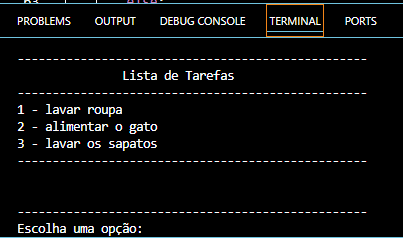 PROBLEMS OUTPUT DEBUG CONSOLE TERMINAL PORTS
--------------------------------------------------
Lista de Tarefas
--------------------------------------------------
1 - lavar roupa
2 - alimentar o gato
3 - lavar os sapatos
--------------------------------------------------
--------------------------------------------------
Escolha uma opção: